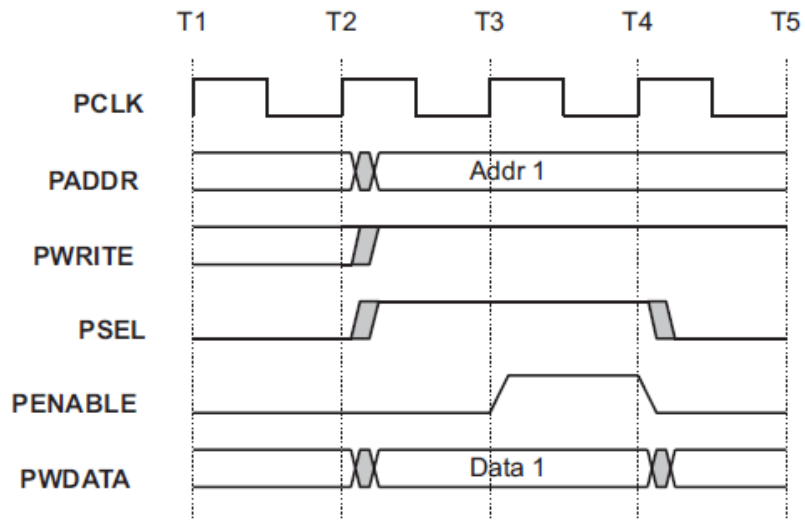 T1 T2 T3 T4 T5
PCLK
PADDR Addr 1
PWRITE
PSEL
PENABLE
PWDATA Data 1